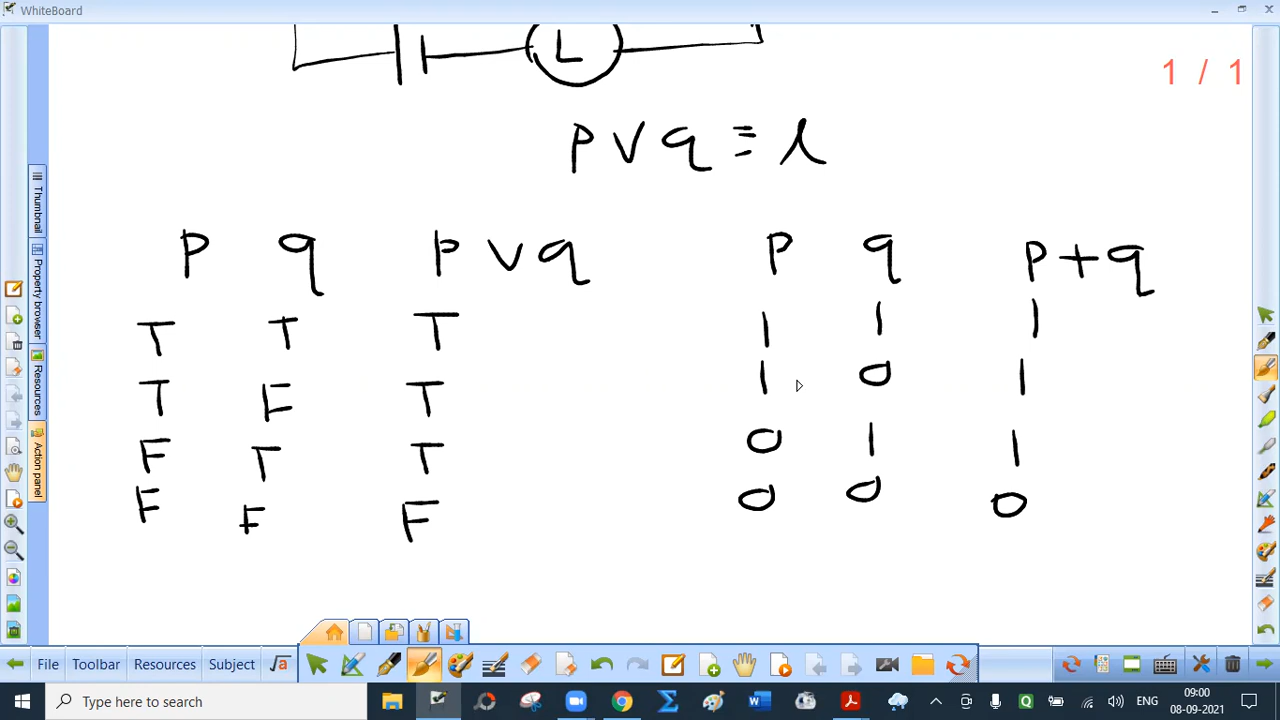 WhiteBoard
1 / 1
L
p ∨ q ≡ l
p q p ∨ q
T T T
T F T
F T T
F F F
p q p + q
1 1 1
1 0 1
0 1 1
0 0 0
Thumbnail
Property browser
Resources
Action panel
File Toolbar Resources Subject √a
Type here to search
W
Q
ENG
09:00
08-09-2021